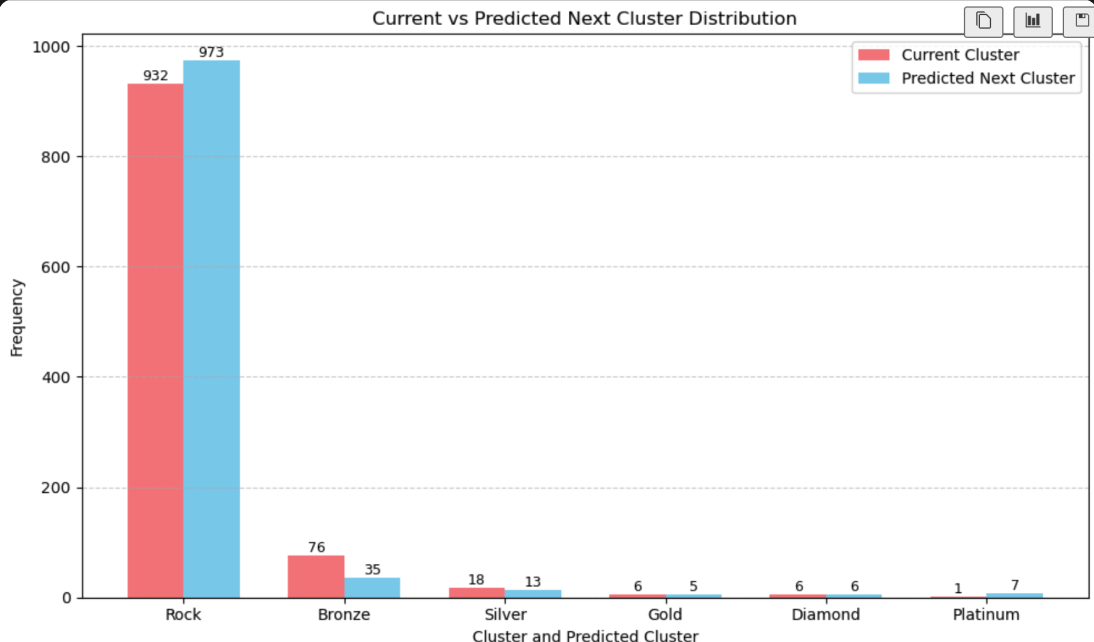 Current vs Predicted Next Cluster Distribution
Current Cluster
Predicted Next Cluster
1000
800
600
400
200
0
Frequency
932
973
76
35
18
13
6
5
6
6
1
7
Rock
Bronze
Silver
Gold
Diamond
Platinum
Cluster and Predicted Cluster